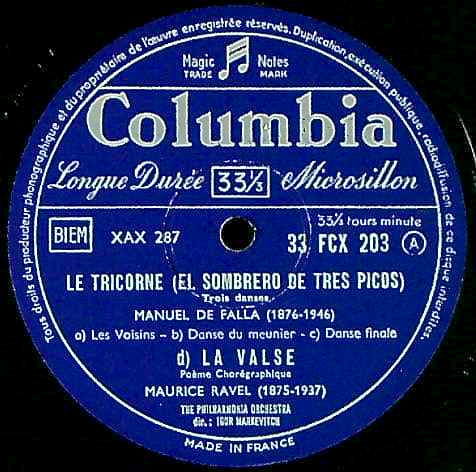 Tous droits du producteur phonographique et du propriétaire de l'œuvre enregistrée réservés. Duplication, exécution publique, radiodiffusion de ce disque interdites.
Magic Notes
TRADE MARK
Columbia
Longue Durée 33⅓ Microsillon
BIEM XAX 287
33⅓ tours minute
33 FCX 203 A
LE TRICORNE (EL SOMBRERO DE TRES PICOS)
Trois danses
MANUEL DE FALLA (1876-1946)
a) Les Voisins – b) Danse du meunier - c) Danse finale
d) LA VALSE
Poème Chorégraphique
MAURICE RAVEL (1875-1937)
THE PHILHARMONIA ORCHESTRA
dir.: IGOR MARKEVITCH
MADE IN FRANCE